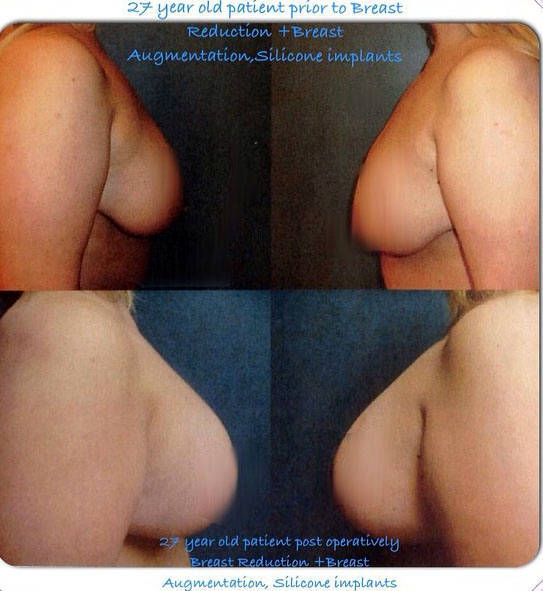 27 year old patient prior to Breast
Reduction +Breast
Augmentation,Silicone implants
27 year old patient post operatively
Breast Reduction +Breast
Augmentation, Silicone implants